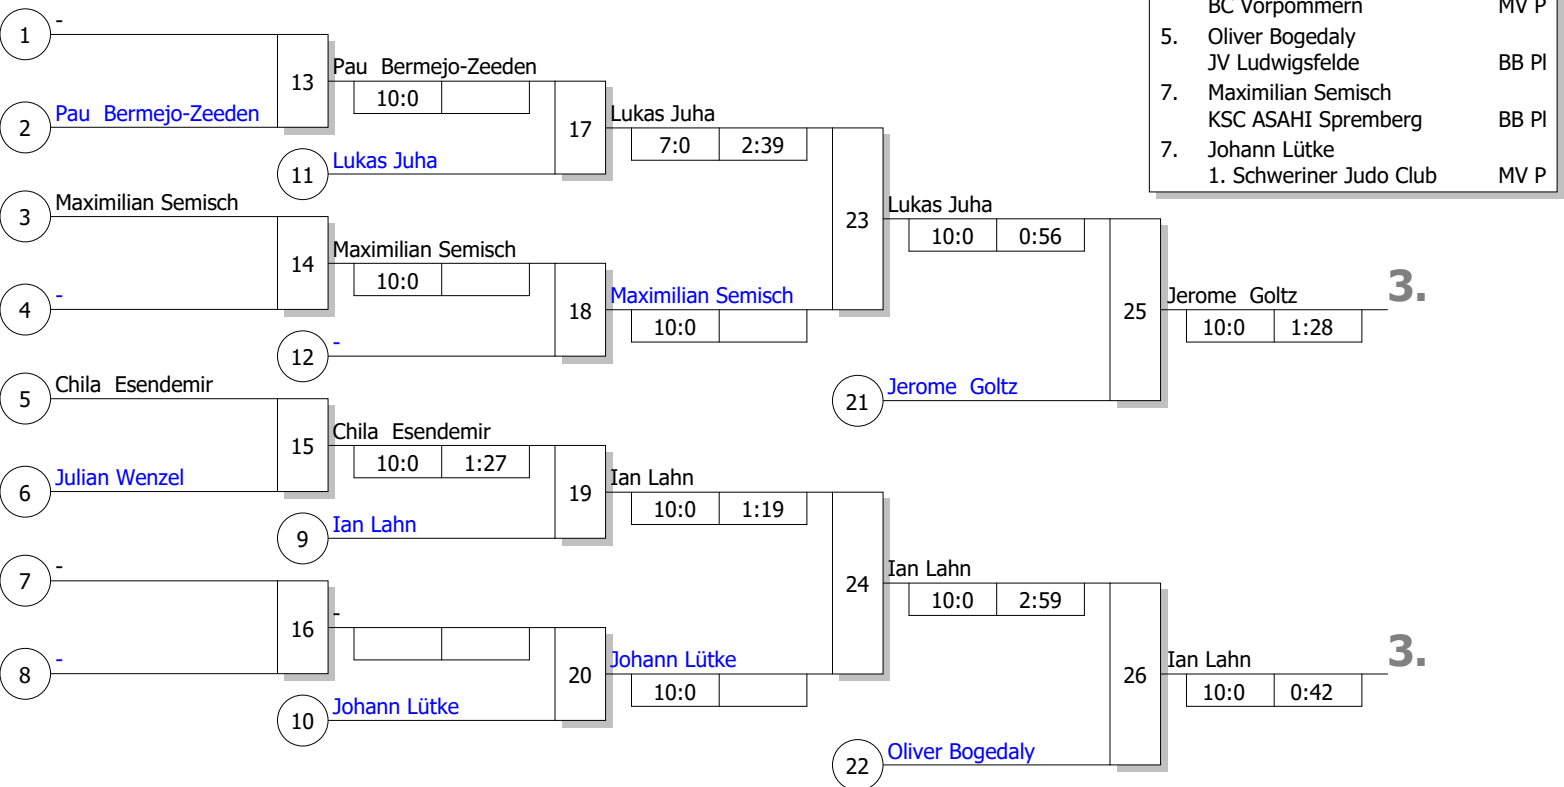 BC Vorpommern MV P
5. Oliver Bogedaly
JV Ludwigsfelde BB Pl
7. Maximilian Semisch
KSC ASAHI Spremberg BB Pl
7. Johann Lütke
1. Schweriner Judo Club MV P
1 -
13 Pau Bermejo-Zeeden
10:0
2 Pau Bermejo-Zeeden
17 Lukas Juha
7:0 2:39
11 Lukas Juha
3 Maximilian Semisch
23 Lukas Juha
10:0 0:56
14 Maximilian Semisch
10:0
4 -
18 Maximilian Semisch
10:0
12 -
25 Jerome Goltz 3.
10:0 1:28
5 Chila Esendemir
21 Jerome Goltz
15 Chila Esendemir
10:0 1:27
6 Julian Wenzel
19 Ian Lahn
10:0 1:19
9 Ian Lahn
7 -
24 Ian Lahn
10:0 2:59
16 -
8 -
20 Johann Lütke
10:0
10 Johann Lütke
26 Ian Lahn 3.
10:0 0:42
22 Oliver Bogedaly